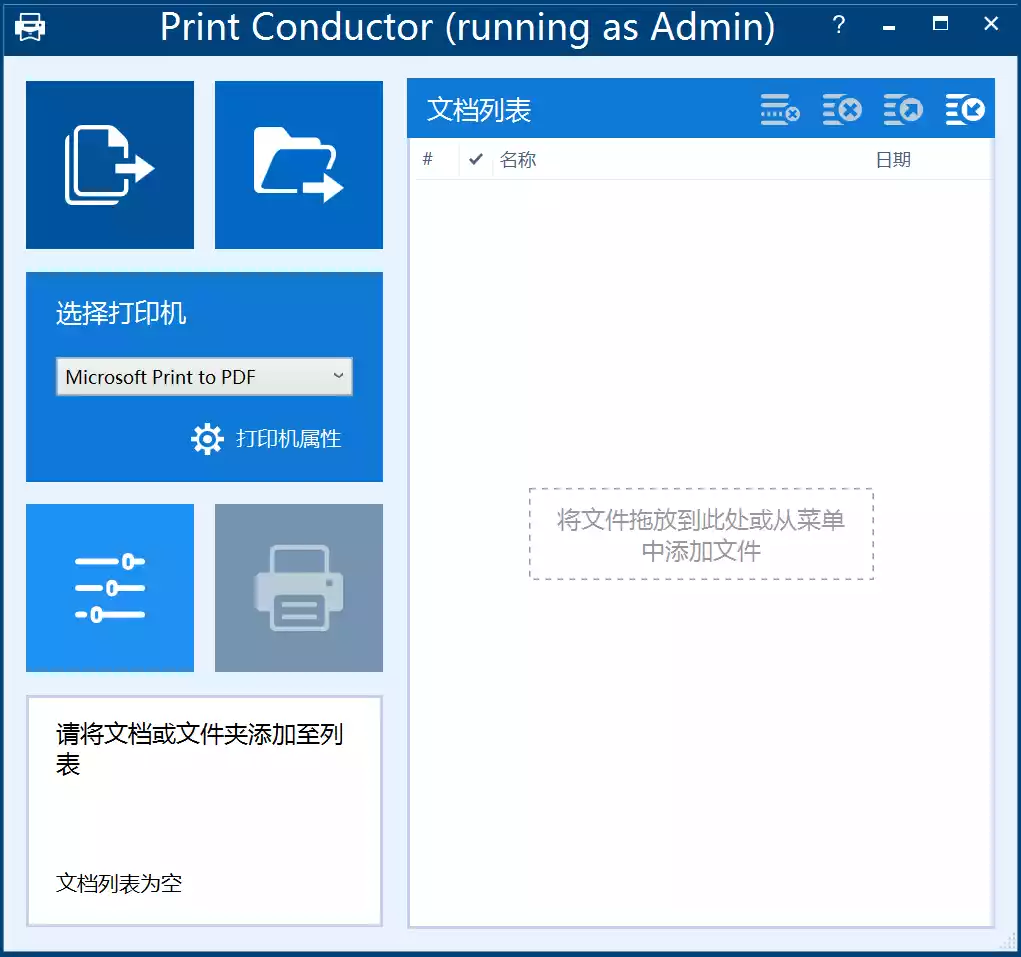 Print Conductor (running as Admin)
?
文档列表
# ✓ 名称 日期
选择打印机
Microsoft Print to PDF
打印机属性
将文件拖放到此处或从菜单
中添加文件
请将文档或文件夹添加至列
表
文档列表为空